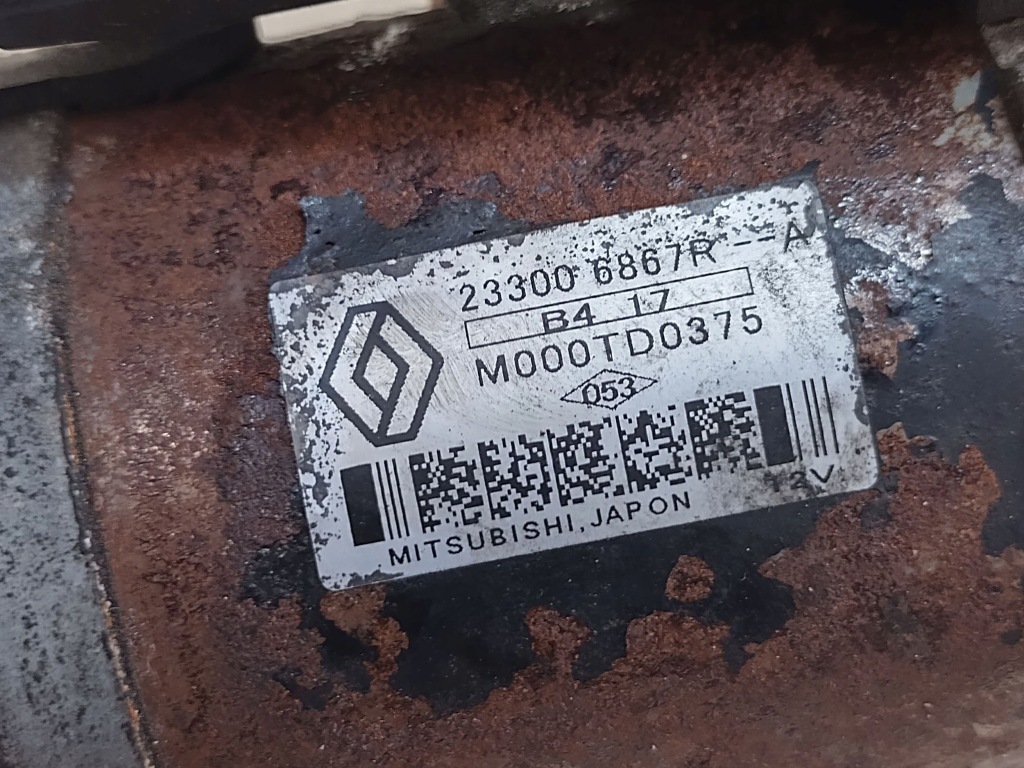 23300 6867R --A
B4 17
M000TD0375
053
12V
MITSUBISHI, JAPON